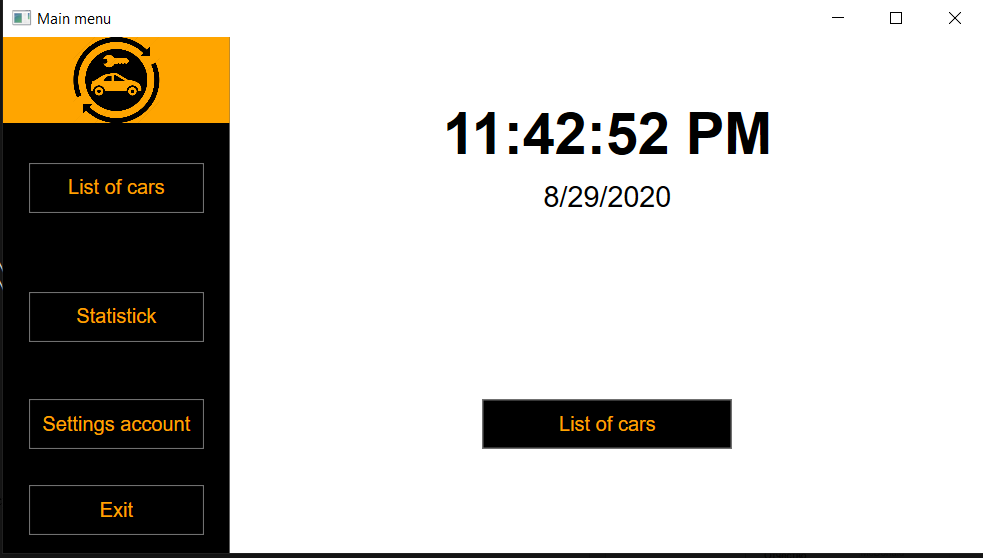 Main menu
List of cars
Statistick
Settings account
Exit
11:42:52 PM
8/29/2020
List of cars